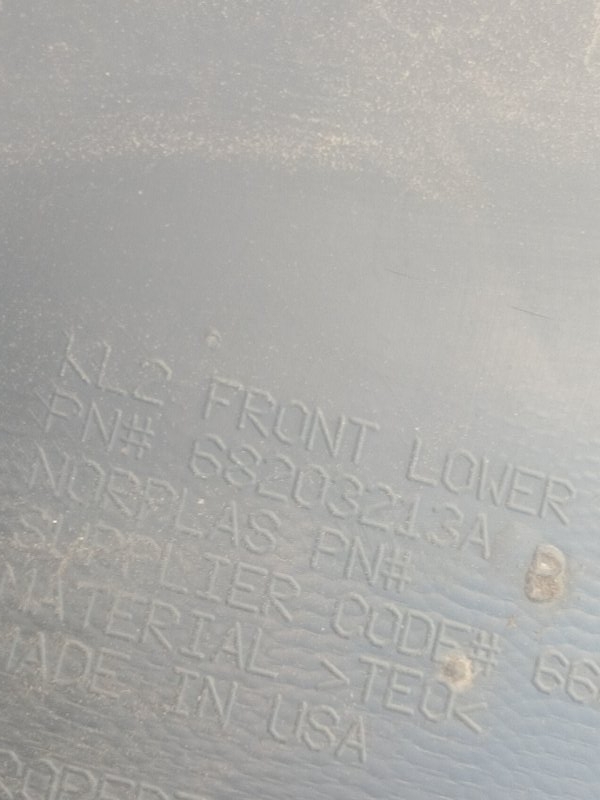 KL2 FRONT LOWER
PN# 68203213A
NORPLAS PN#
SUPPLIER CODE# 66
MATERIAL >TEO<
MADE IN USA